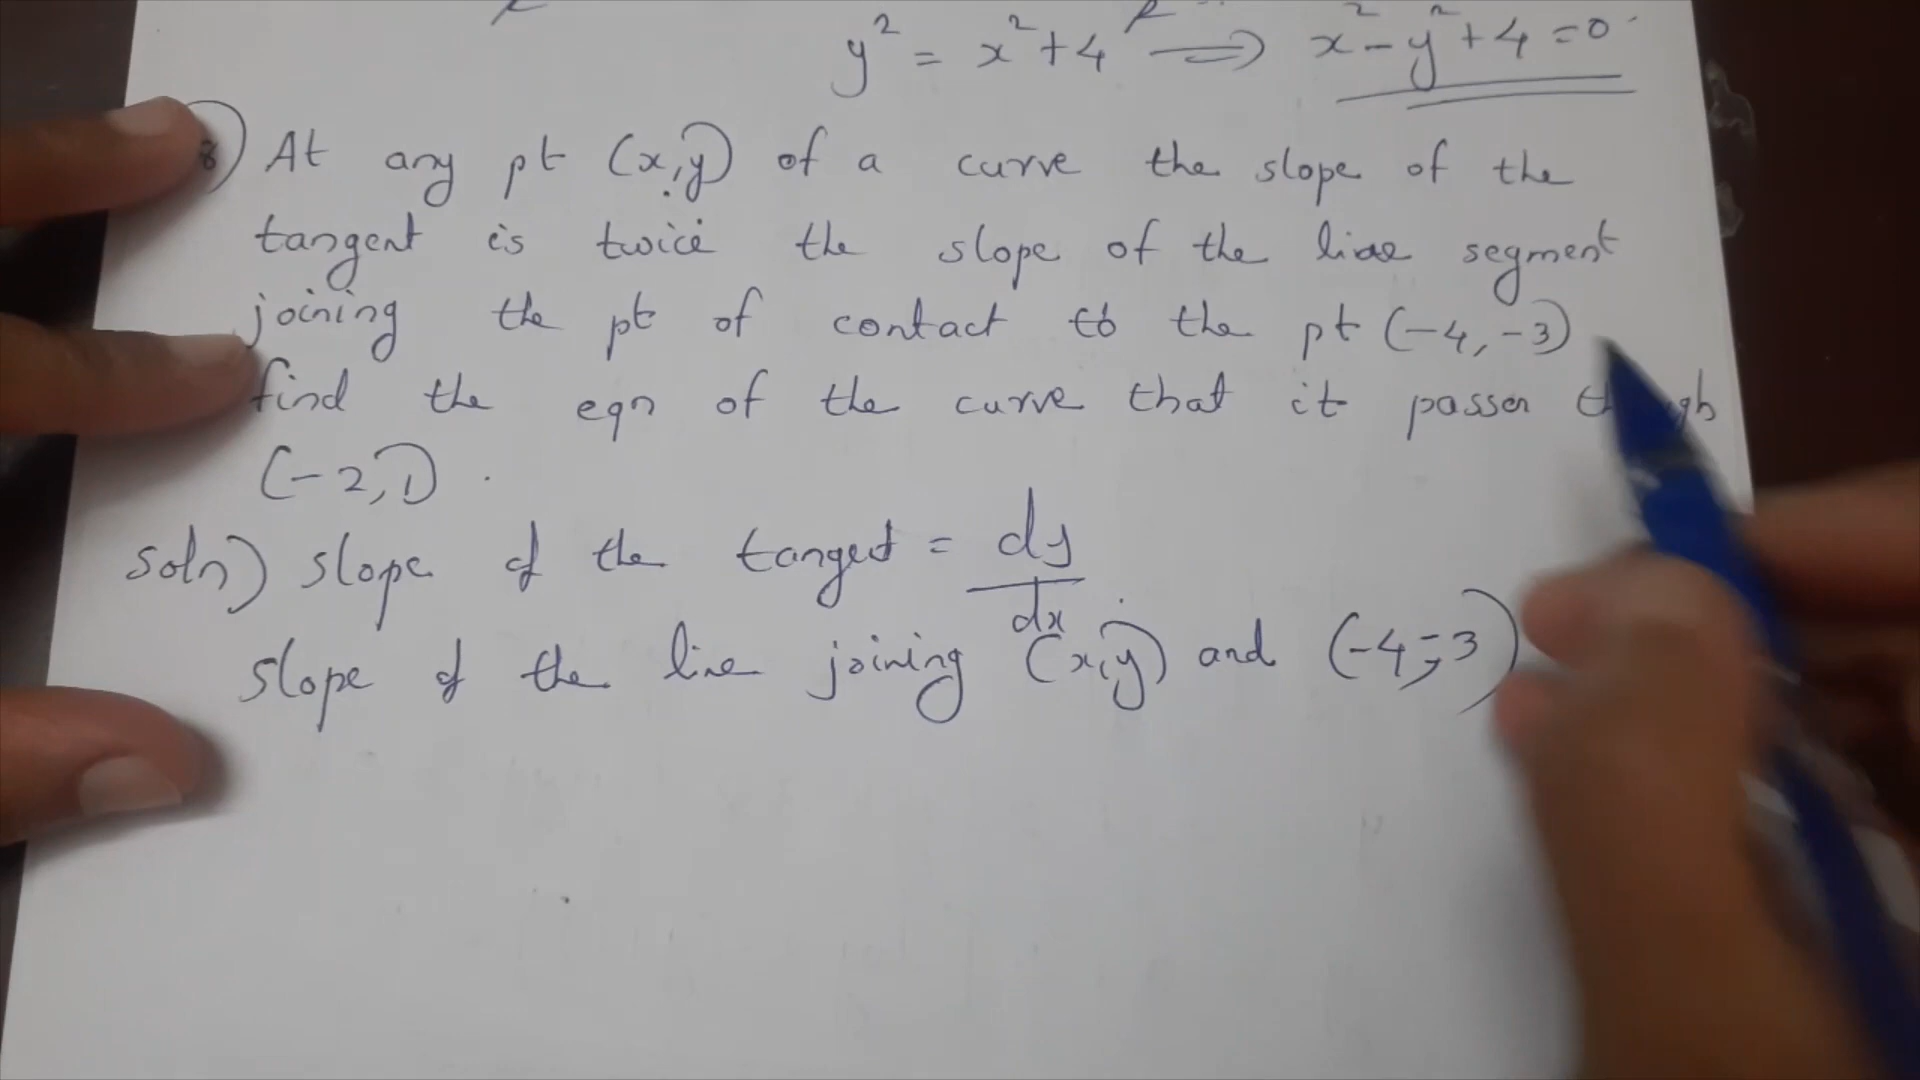 y² = x² + 4 ⟹ x² - y² + 4 = 0
8) At any pt (x,y) of a curve the slope of the
tangent is twice the slope of the line segment
joining the pt of contact to the pt (-4, -3)
find the eqn of the curve that it passes
(-2, 1) .
Soln) slope of the tangent = dy/dx
slope of the line joining (x,y) and (-4,-3)